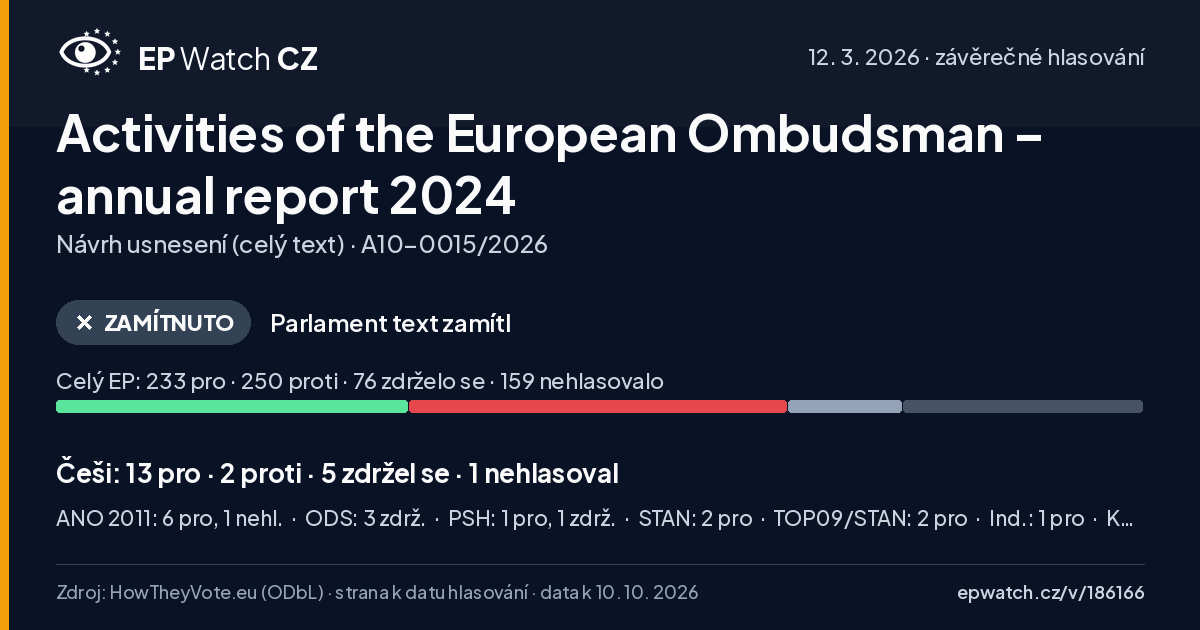 EP Watch CZ
12. 3. 2026 · závěrečné hlasování
Activities of the European Ombudsman –
annual report 2024
Návrh usnesení (celý text) · A10-0015/2026
✕ ZAMÍTNUTO
Parlament text zamítl
Celý EP: 233 pro · 250 proti · 76 zdrželo se · 159 nehlasovalo
Češi: 13 pro · 2 proti · 5 zdržel se · 1 nehlasoval
ANO 2011: 6 pro, 1 nehl. · ODS: 3 zdrž. · PSH: 1 pro, 1 zdrž. · STAN: 2 pro · TOP09/STAN: 2 pro · Ind.: 1 pro · K…
Zdroj: HowTheyVote.eu (ODbL) · strana k datu hlasování · data k 10. 10. 2026
epwatch.cz/v/186166